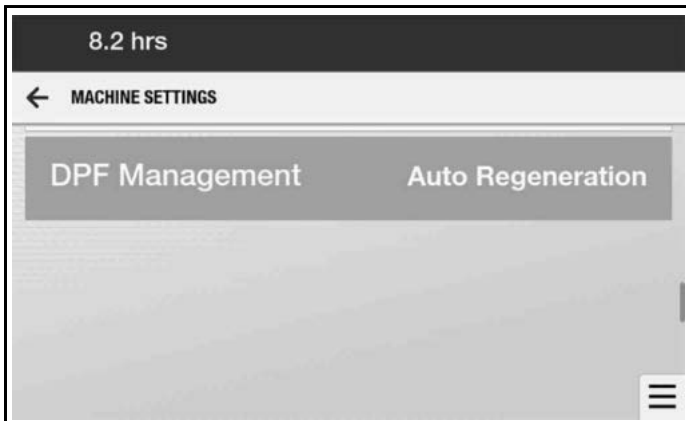 8.2 hrs
MACHINE SETTINGS
DPF Management Auto Regeneration